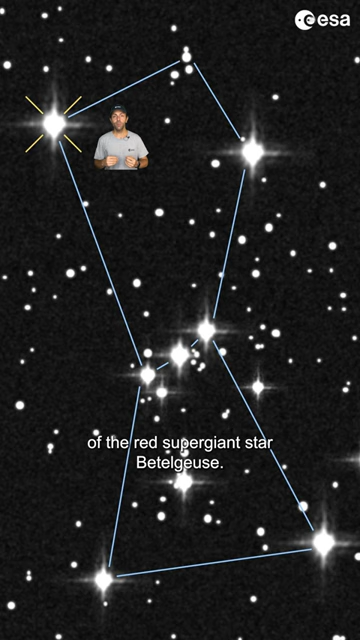 esa
of the red supergiant star
Betelgeuse.